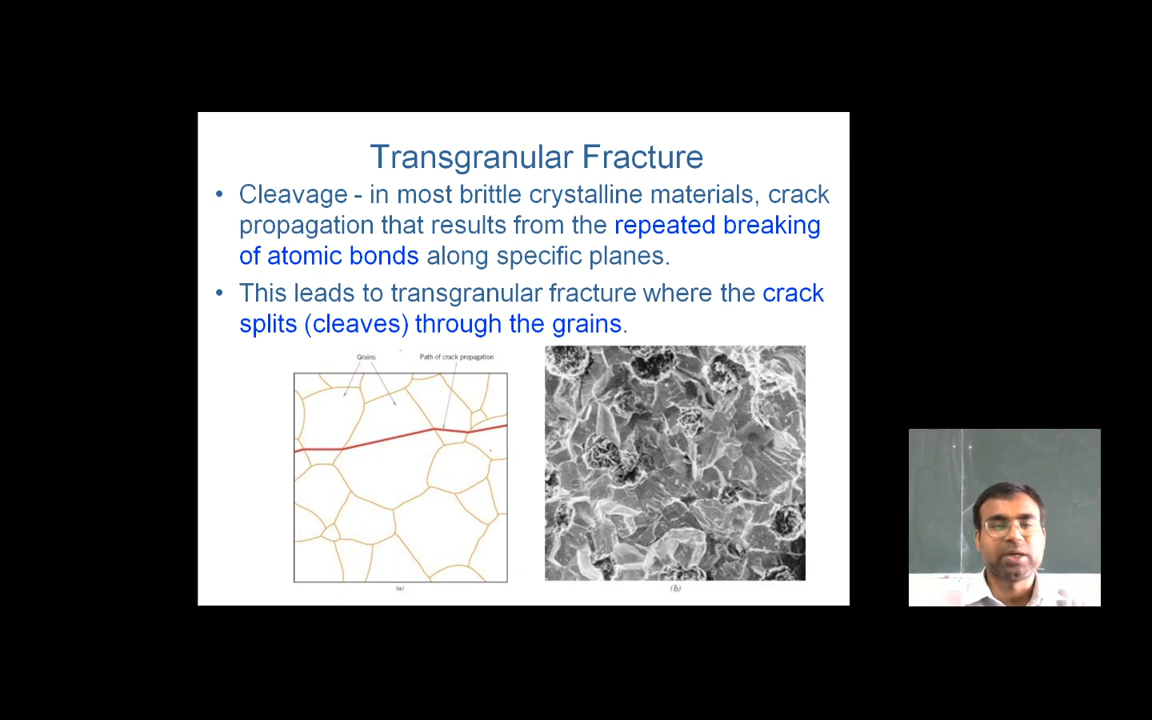 Transgranular Fracture
• Cleavage - in most brittle crystalline materials, crack
propagation that results from the repeated breaking
of atomic bonds along specific planes.
• This leads to transgranular fracture where the crack
splits (cleaves) through the grains.
Grains
Path of crack propagation
(a)
(b)